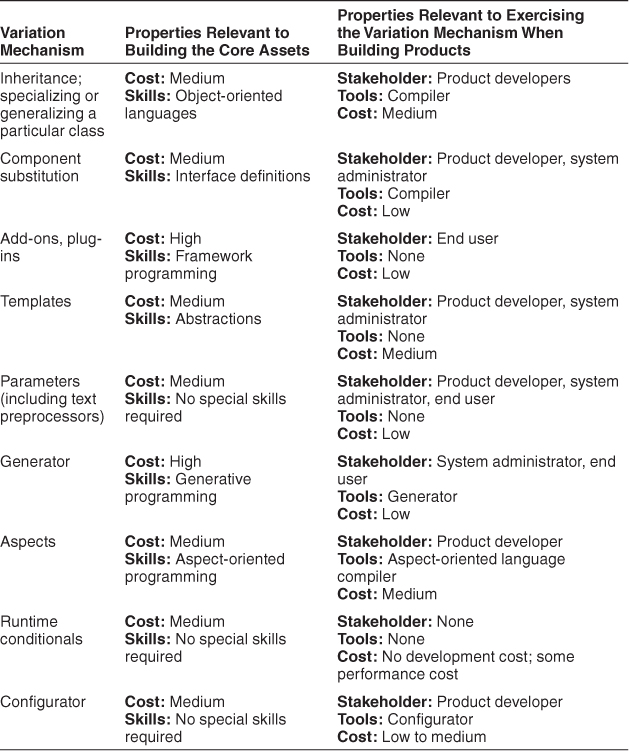 Variation
Mechanism
Properties Relevant to
Building the Core Assets
Properties Relevant to Exercising
the Variation Mechanism When
Building Products
Inheritance;
specializing or
generalizing a
particular class
Cost: Medium
Skills: Object-oriented
languages
Stakeholder: Product developers
Tools: Compiler
Cost: Medium
Component
substitution
Cost: Medium
Skills: Interface definitions
Stakeholder: Product developer, system
administrator
Tools: Compiler
Cost: Low
Add-ons, plug-
ins
Cost: High
Skills: Framework
programming
Stakeholder: End user
Tools: None
Cost: Low
Templates
Cost: Medium
Skills: Abstractions
Stakeholder: Product developer, system
administrator
Tools: None
Cost: Medium
Parameters
(including text
preprocessors)
Cost: Medium
Skills: No special skills
required
Stakeholder: Product developer, system
administrator, end user
Tools: None
Cost: Low
Generator
Cost: High
Skills: Generative
programming
Stakeholder: System administrator, end
user
Tools: Generator
Cost: Low
Aspects
Cost: Medium
Skills: Aspect-oriented
programming
Stakeholder: Product developer
Tools: Aspect-oriented language
compiler
Cost: Medium
Runtime
conditionals
Cost: Medium
Skills: No special skills
required
Stakeholder: None
Tools: None
Cost: No development cost; some
performance cost
Configurator
Cost: Medium
Skills: No special skills
required
Stakeholder: Product developer
Tools: Configurator
Cost: Low to medium